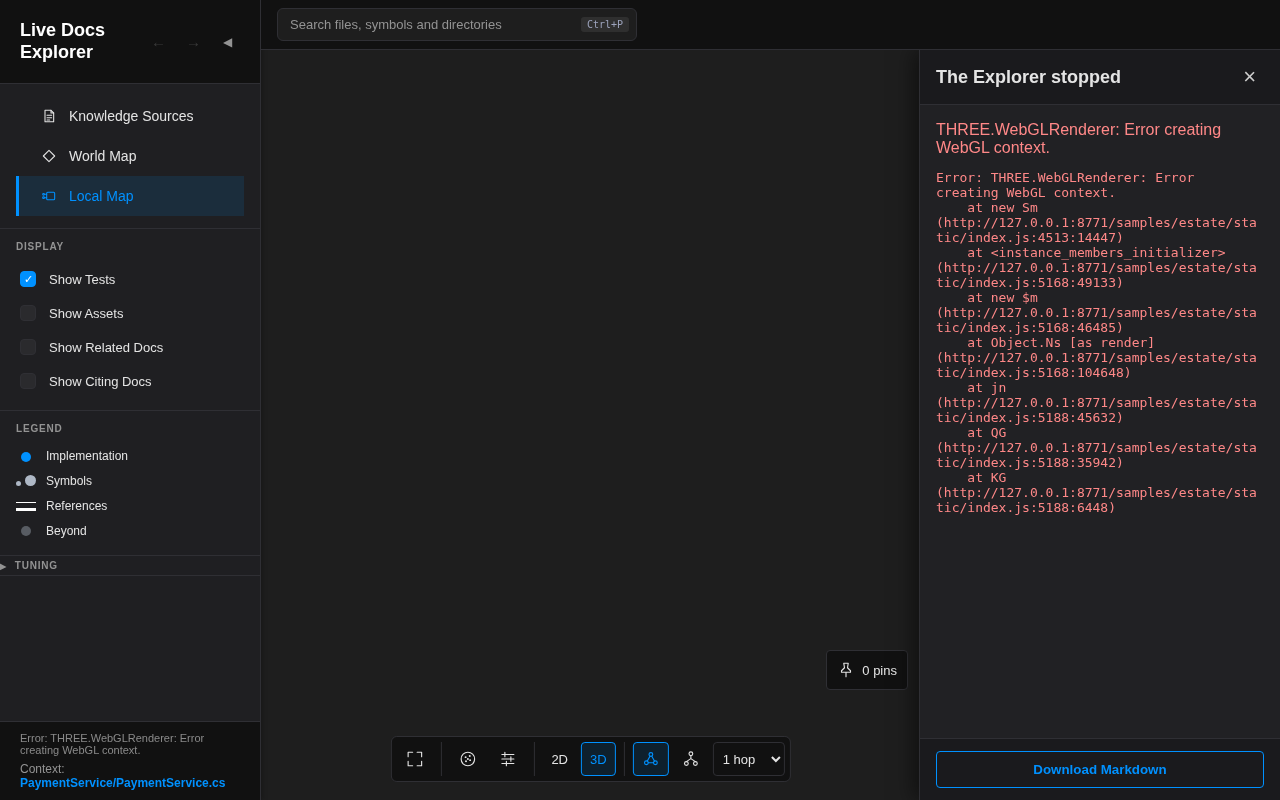 Live Docs
Explorer
← → ◀
Search files, symbols and directories Ctrl+P
Knowledge Sources
World Map
Local Map
DISPLAY
✓ Show Tests
Show Assets
Show Related Docs
Show Citing Docs
LEGEND
Implementation
Symbols
References
Beyond
▶ TUNING
Error: THREE.WebGLRenderer: Error
creating WebGL context.
Context:
PaymentService/PaymentService.cs
0 pins
2D 3D 1 hop
The Explorer stopped ×
THREE.WebGLRenderer: Error creating
WebGL context.
Error: THREE.WebGLRenderer: Error
creating WebGL context.
    at new Sm
(http://127.0.0.1:8771/samples/estate/sta
tic/index.js:4513:14447)
    at <instance_members_initializer>
(http://127.0.0.1:8771/samples/estate/sta
tic/index.js:5168:49133)
    at new $m
(http://127.0.0.1:8771/samples/estate/sta
tic/index.js:5168:46485)
    at Object.Ns [as render]
(http://127.0.0.1:8771/samples/estate/sta
tic/index.js:5168:104648)
    at jn
(http://127.0.0.1:8771/samples/estate/sta
tic/index.js:5188:45632)
    at QG
(http://127.0.0.1:8771/samples/estate/sta
tic/index.js:5188:35942)
    at KG
(http://127.0.0.1:8771/samples/estate/sta
tic/index.js:5188:6448)
Download Markdown